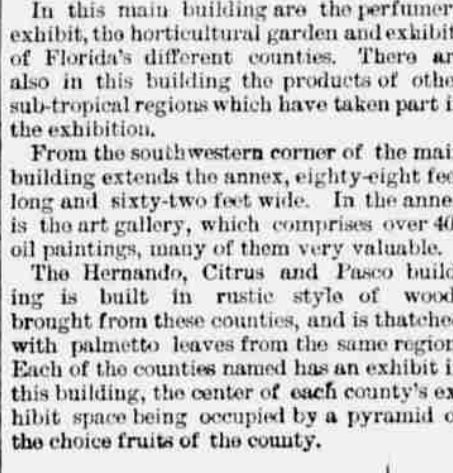 In this main building are the perfumer
exhibit, the horticultural garden and exhibit
of Florida's different counties. There ar
also in this building the products of othe
sub-tropical regions which have taken part i
the exhibition.
From the southwestern corner of the mai
building extends the annex, eighty-eight fee
long and sixty-two feet wide. In the anne
is the art gallery, which comprises over 40
oil paintings, many of them very valuable.
The Hernando, Citrus and Pasco build
ing is built in rustic style of wood
brought from these counties, and is thatche
with palmetto leaves from the same region
Each of the counties named has an exhibit i
this building, the center of each county's ex
hibit space being occupied by a pyramid o
the choice fruits of the county.